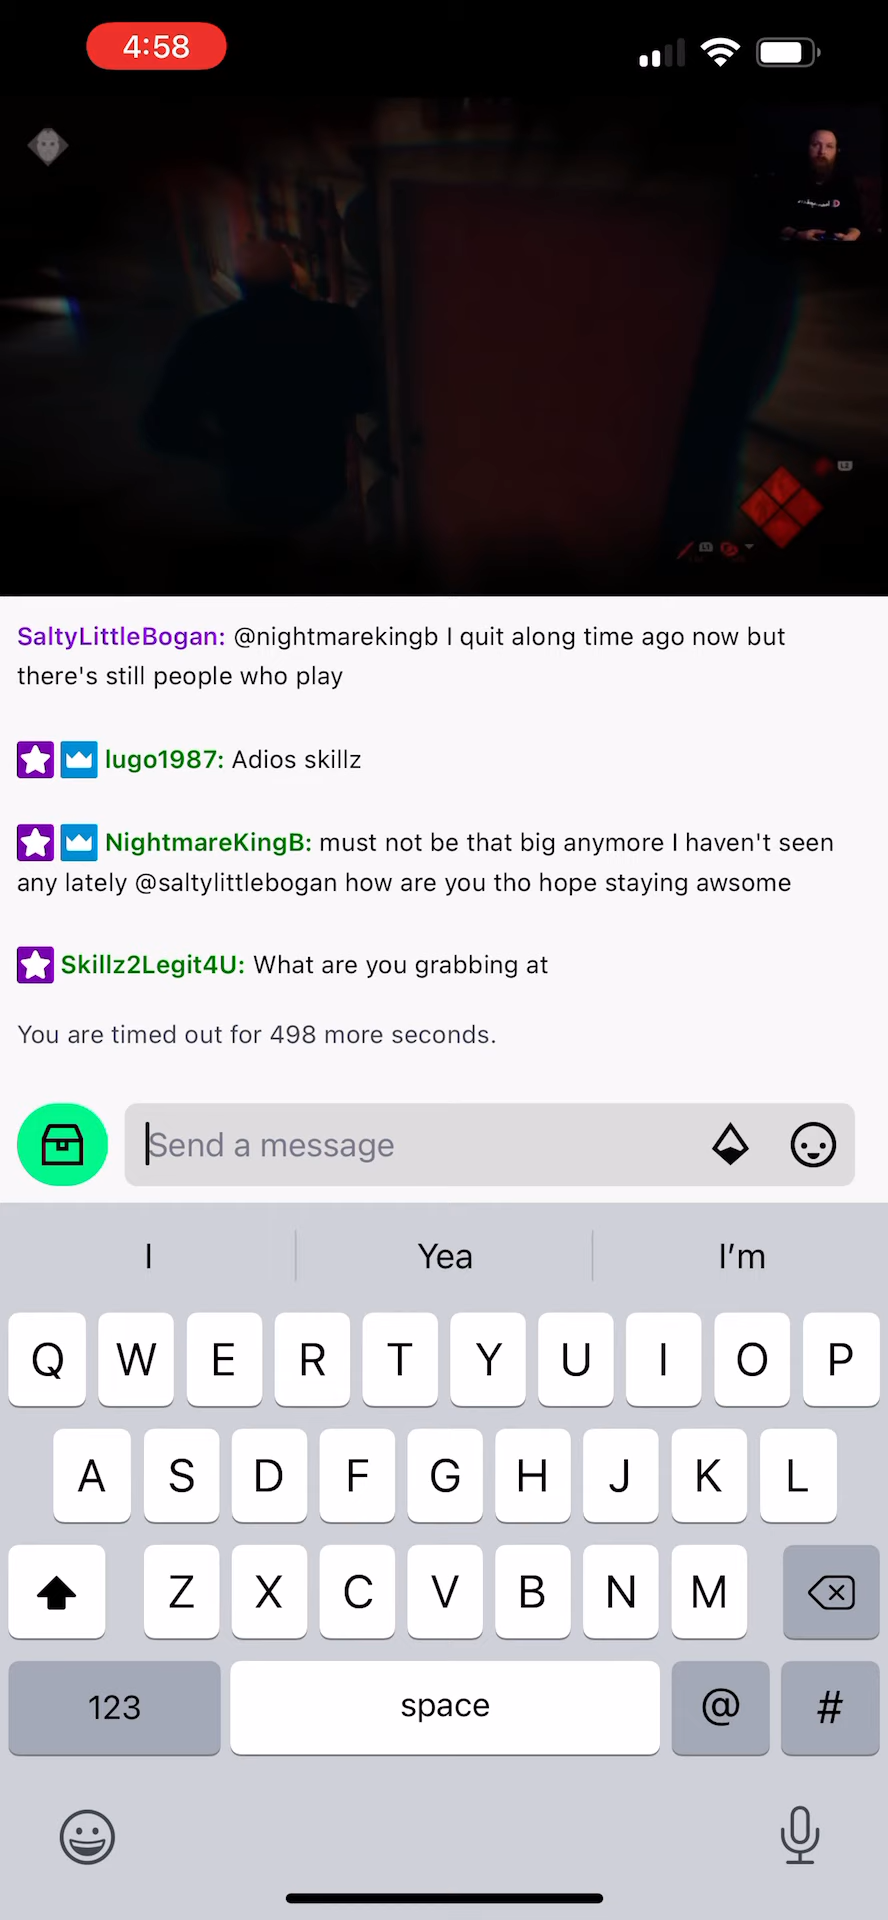 4:58
L2
L1
SaltyLittleBogan: @nightmarekingb I quit along time ago now but
there's still people who play
lugo1987: Adios skillz
NightmareKingB: must not be that big anymore I haven't seen
any lately @saltylittlebogan how are you tho hope staying awsome
Skillz2Legit4U: What are you grabbing at
You are timed out for 498 more seconds.
Send a message
I Yea I'm
Q W E R T Y U I O P
A S D F G H J K L
Z X C V B N M
123 space @ #